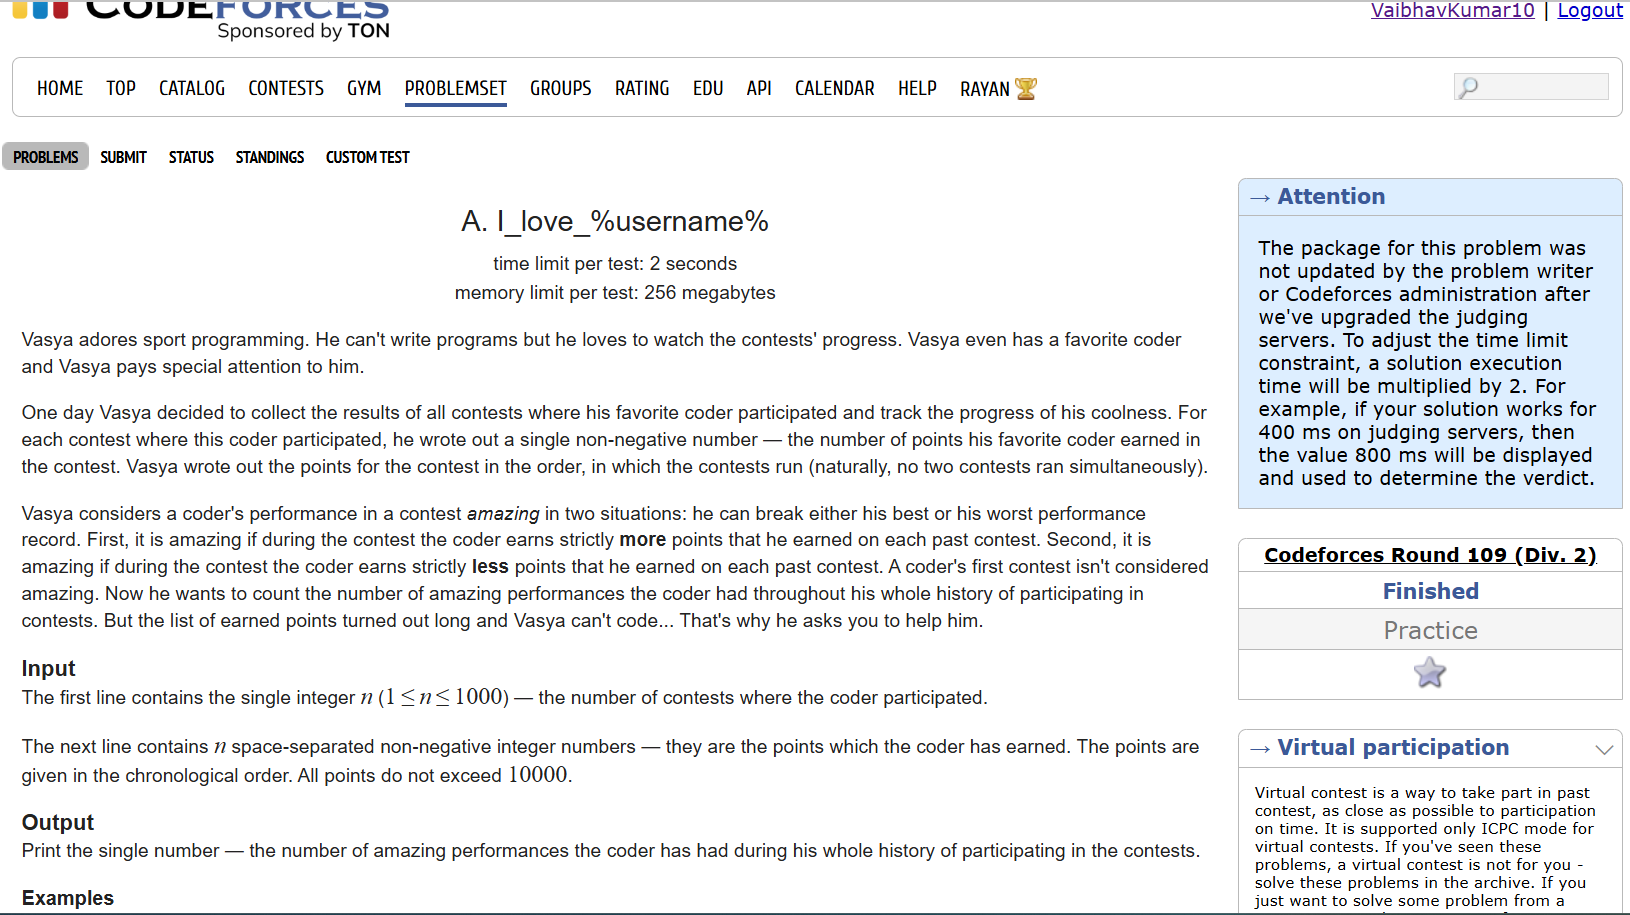 CODEFORCES
Sponsored by TON
VaibhavKumar10 | Logout
HOME TOP CATALOG CONTESTS GYM PROBLEMSET GROUPS RATING EDU API CALENDAR HELP RAYAN
PROBLEMS SUBMIT STATUS STANDINGS CUSTOM TEST
A. I_love_%username%
time limit per test: 2 seconds
memory limit per test: 256 megabytes
Vasya adores sport programming. He can't write programs but he loves to watch the contests' progress. Vasya even has a favorite coder
and Vasya pays special attention to him.
One day Vasya decided to collect the results of all contests where his favorite coder participated and track the progress of his coolness. For
each contest where this coder participated, he wrote out a single non-negative number — the number of points his favorite coder earned in
the contest. Vasya wrote out the points for the contest in the order, in which the contests run (naturally, no two contests ran simultaneously).
Vasya considers a coder's performance in a contest amazing in two situations: he can break either his best or his worst performance
record. First, it is amazing if during the contest the coder earns strictly more points that he earned on each past contest. Second, it is
amazing if during the contest the coder earns strictly less points that he earned on each past contest. A coder's first contest isn't considered
amazing. Now he wants to count the number of amazing performances the coder had throughout his whole history of participating in
contests. But the list of earned points turned out long and Vasya can't code... That's why he asks you to help him.
Input
The first line contains the single integer n (1 ≤ n ≤ 1000) — the number of contests where the coder participated.
The next line contains n space-separated non-negative integer numbers — they are the points which the coder has earned. The points are
given in the chronological order. All points do not exceed 10000.
Output
Print the single number — the number of amazing performances the coder has had during his whole history of participating in the contests.
Examples
→ Attention
The package for this problem was
not updated by the problem writer
or Codeforces administration after
we've upgraded the judging
servers. To adjust the time limit
constraint, a solution execution
time will be multiplied by 2. For
example, if your solution works for
400 ms on judging servers, then
the value 800 ms will be displayed
and used to determine the verdict.
Codeforces Round 109 (Div. 2)
Finished
Practice
→ Virtual participation
Virtual contest is a way to take part in past
contest, as close as possible to participation
on time. It is supported only ICPC mode for
virtual contests. If you've seen these
problems, a virtual contest is not for you -
solve these problems in the archive. If you
just want to solve some problem from a